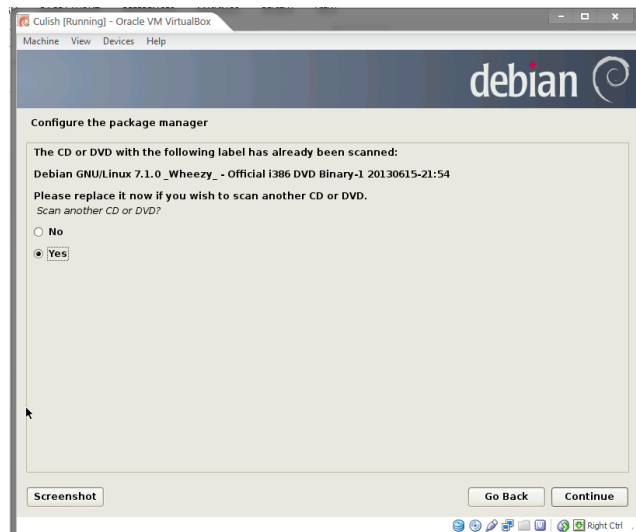 Culish [Running] - Oracle VM VirtualBox
Machine View Devices Help
debian
Configure the package manager
The CD or DVD with the following label has already been scanned:
Debian GNU/Linux 7.1.0 _Wheezy_ - Official i386 DVD Binary-1 20130615-21:54
Please replace it now if you wish to scan another CD or DVD.
Scan another CD or DVD?
No
Yes
Screenshot
Go Back
Continue
Right Ctrl